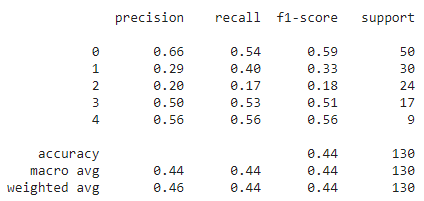 precision recall f1-score support
0 0.66 0.54 0.59 50
1 0.29 0.40 0.33 30
2 0.20 0.17 0.18 24
3 0.50 0.53 0.51 17
4 0.56 0.56 0.56 9
accuracy 0.44 130
macro avg 0.44 0.44 0.44 130
weighted avg 0.46 0.44 0.44 130